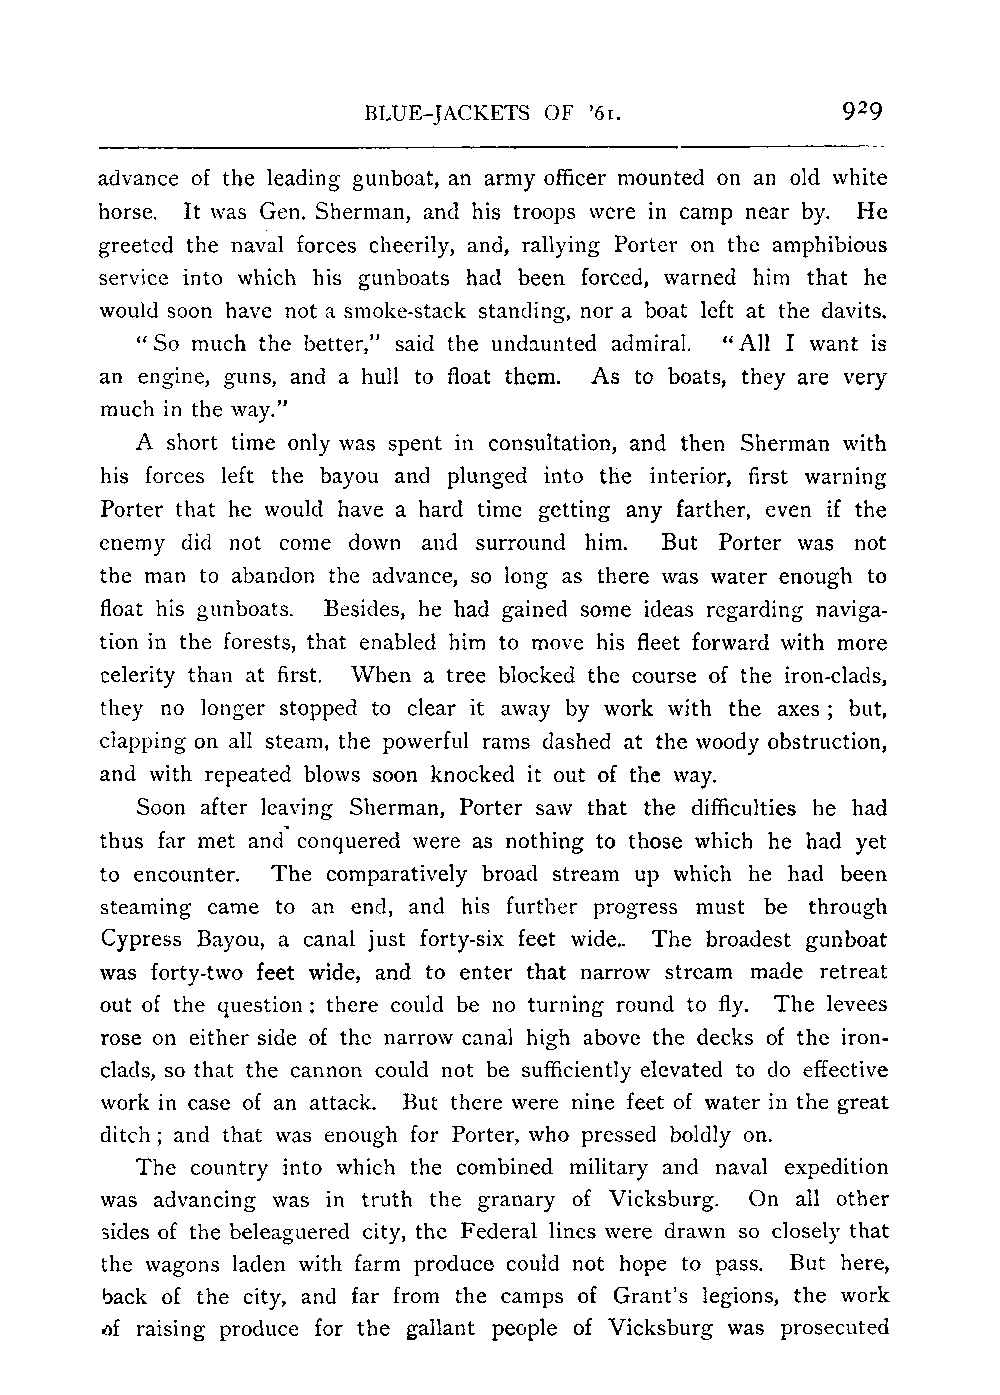 BLUE-JACKETS OF '61. 929
advance of the leading gunboat, an army officer mounted on an old white
horse. It was Gen. Sherman, and his troops were in camp near by. He
greeted the naval forces cheerily, and, rallying Porter on the amphibious
service into which his gunboats had been forced, warned him that he
would soon have not a smoke-stack standing, nor a boat left at the davits.
"So much the better," said the undaunted admiral. "All I want is
an engine, guns, and a hull to float them. As to boats, they are very
much in the way."
A short time only was spent in consultation, and then Sherman with
his forces left the bayou and plunged into the interior, first warning
Porter that he would have a hard time getting any farther, even if the
enemy did not come down and surround him. But Porter was not
the man to abandon the advance, so long as there was water enough to
float his gunboats. Besides, he had gained some ideas regarding naviga-
tion in the forests, that enabled him to move his fleet forward with more
celerity than at first. When a tree blocked the course of the iron-clads,
they no longer stopped to clear it away by work with the axes; but,
clapping on all steam, the powerful rams dashed at the woody obstruction,
and with repeated blows soon knocked it out of the way.
Soon after leaving Sherman, Porter saw that the difficulties he had
thus far met and conquered were as nothing to those which he had yet
to encounter. The comparatively broad stream up which he had been
steaming came to an end, and his further progress must be through
Cypress Bayou, a canal just forty-six feet wide. The broadest gunboat
was forty-two feet wide, and to enter that narrow stream made retreat
out of the question: there could be no turning round to fly. The levees
rose on either side of the narrow canal high above the decks of the iron-
clads, so that the cannon could not be sufficiently elevated to do effective
work in case of an attack. But there were nine feet of water in the great
ditch; and that was enough for Porter, who pressed boldly on.
The country into which the combined military and naval expedition
was advancing was in truth the granary of Vicksburg. On all other
sides of the beleaguered city, the Federal lines were drawn so closely that
the wagons laden with farm produce could not hope to pass. But here,
back of the city, and far from the camps of Grant's legions, the work
of raising produce for the gallant people of Vicksburg was prosecuted